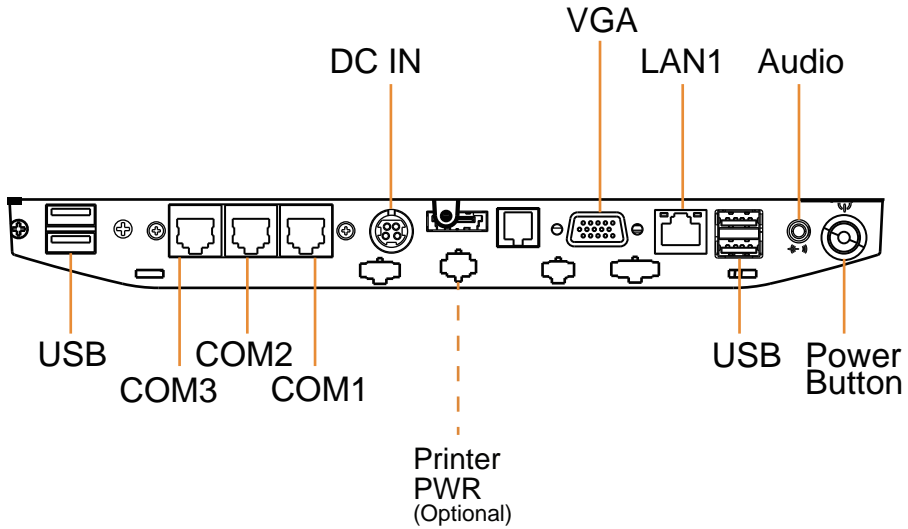 VGA
DC IN
LAN1
Audio
USB
COM2
USB
Power
Button
COM3
COM1
Printer
PWR
(Optional)